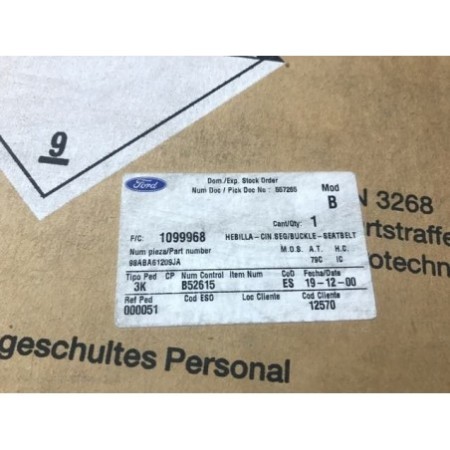 9
Ford
Dom./Exp. Stock Order
Num Doc / Pick Doc No : B57265
Mod
B
N 3268
Cant/Qty: 1
rtstraffe
F/C: 1099968
HEBILLA-CIN.SEG/BUCKLE-SEATBELT
Num pieza/Part number
M.O.S. A.T. H.C.
rotechn
98ABA61209JA
79C IC
Tipo Ped CP Num Control Item Num CoD Fecha/Date
3K B52615 ES 19-12-00
Ref Ped Cod ESO Loc Cliente Cod Cliente
000051 12570
geschultes Personal